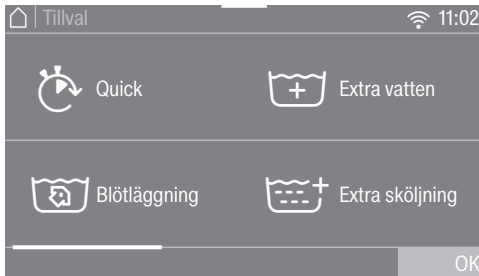 Tillval 11:02
Quick
Extra vatten
Blötläggning
Extra sköljning
OK